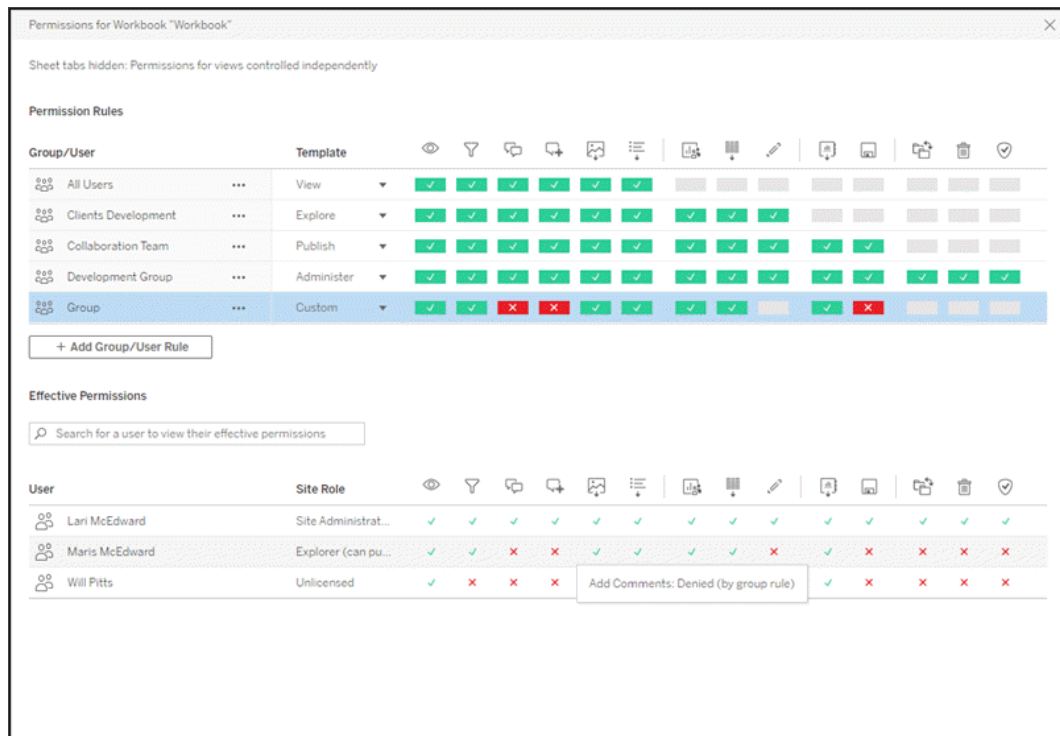 Permissions for Workbook "Workbook"
Sheet tabs hidden: Permissions for views controlled independently
Permission Rules
Group/User Template
All Users ... View
Clients Development ... Explore
Collaboration Team ... Publish
Development Group ... Administer
Group ... Custom
+ Add Group/User Rule
Effective Permissions
Search for a user to view their effective permissions
User Site Role
Lari McEdward Site Administrat...
Maris McEdward Explorer (can pu...
Will Pitts Unlicensed
Add Comments: Denied (by group rule)